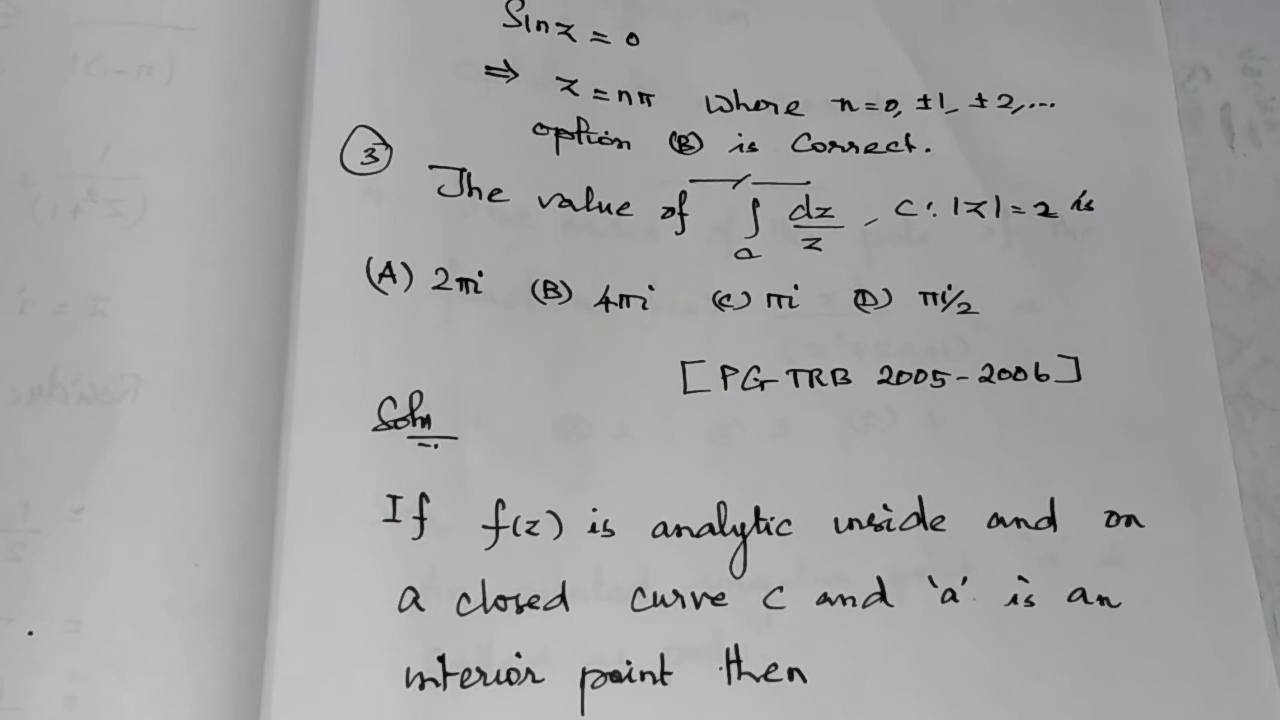 Sin z = 0
⇒ z = nπ where n=0, ±1, ±2,...
option (B) is correct.
③ The value of ∫ dz/z, C: |z|=2 is
(A) 2πi (B) 4πi (C) πi (D) πi/2
[PG TRB 2005-2006]
Soln
If f(z) is analytic inside and on
a closed curve C and 'a' is an
interior point then